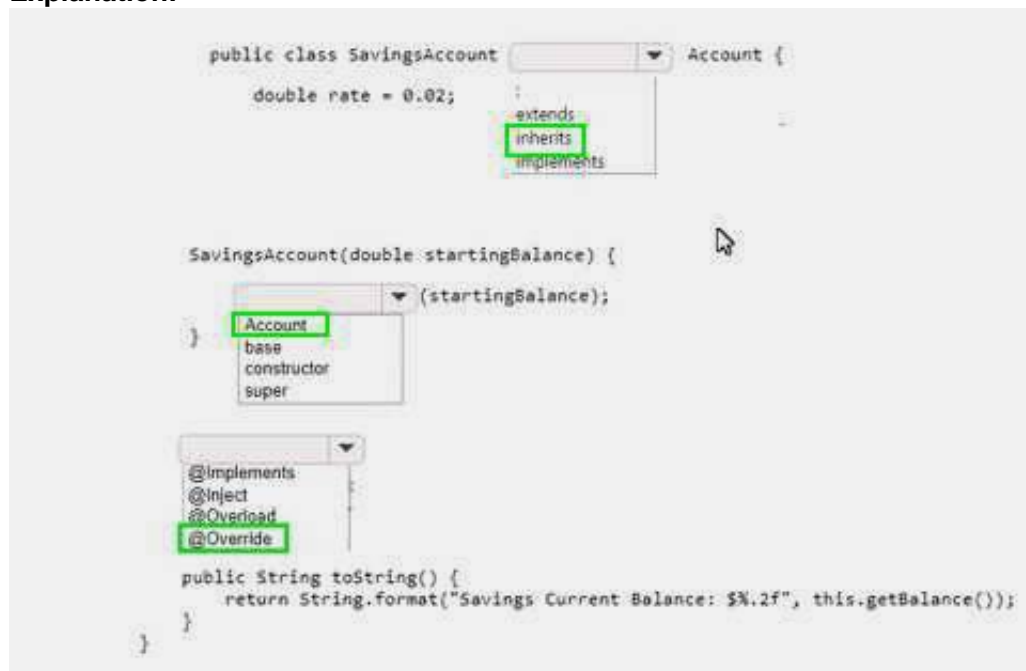 public class SavingsAccount Account {
double rate = 0.02;
:
extends
inherits
implements
SavingsAccount(double startingBalance) {
(startingBalance);
Account
}
base
constructor
super
@Implements
@Inject
@Overload
@Override
public String toString() {
return String.format("Savings Current Balance: $%.2f", this.getBalance());
}
}